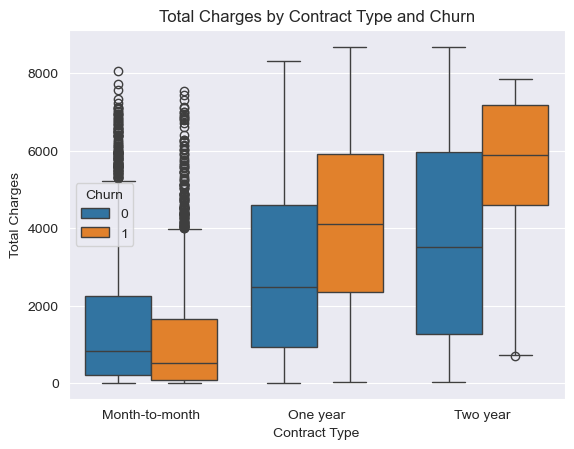 Total Charges by Contract Type and Churn
Total Charges
8000
6000
4000
2000
0
Churn
0
1
Month-to-month
One year
Two year
Contract Type